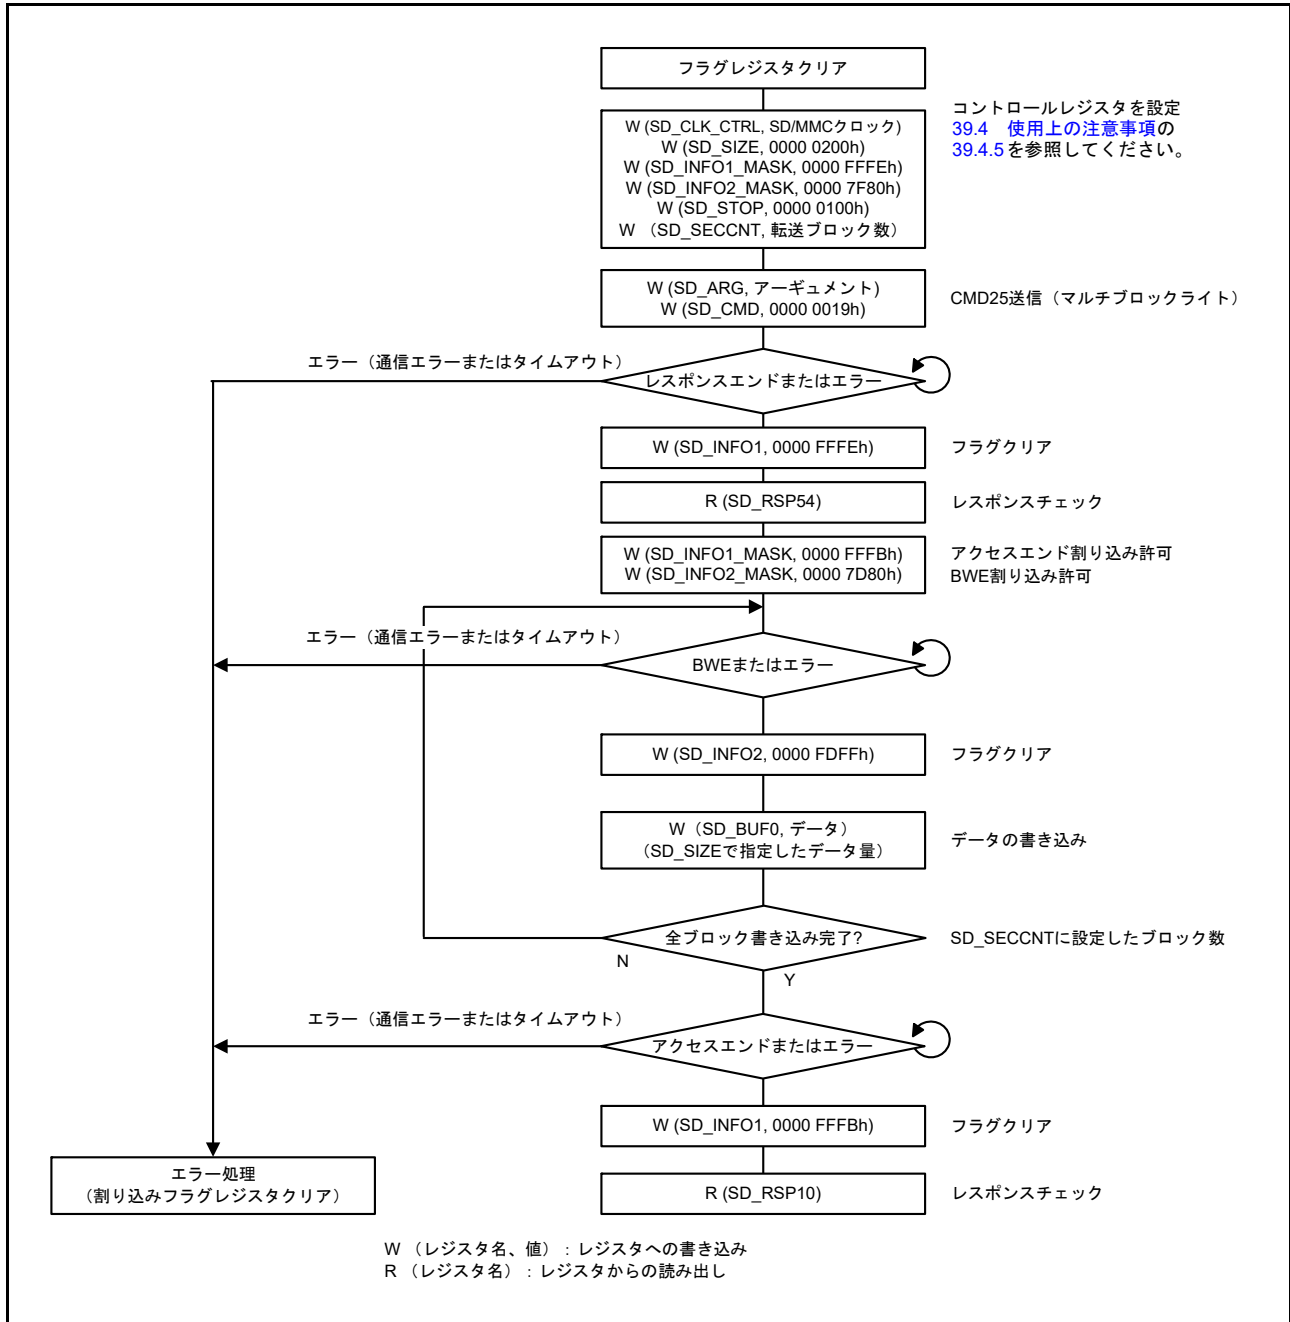 フラグレジスタクリア
W (SD_CLK_CTRL, SD/MMCクロック)
W (SD_SIZE, 0000 0200h)
W (SD_INFO1_MASK, 0000 FFFEh)
W (SD_INFO2_MASK, 0000 7F80h)
W (SD_STOP, 0000 0100h)
W （SD_SECCNT, 転送ブロック数）
コントロールレジスタを設定
39.4 使用上の注意事項の
39.4.5を参照してください。
W (SD_ARG, アーギュメント)
W (SD_CMD, 0000 0019h)
CMD25送信（マルチブロックライト）
エラー（通信エラーまたはタイムアウト）
レスポンスエンドまたはエラー
W (SD_INFO1, 0000 FFFEh)
フラグクリア
R (SD_RSP54)
レスポンスチェック
W (SD_INFO1_MASK, 0000 FFFBh)
W (SD_INFO2_MASK, 0000 7D80h)
アクセスエンド割り込み許可
BWE割り込み許可
エラー（通信エラーまたはタイムアウト）
BWEまたはエラー
W (SD_INFO2, 0000 FDFFh)
フラグクリア
W（SD_BUF0, データ）
（SD_SIZEで指定したデータ量）
データの書き込み
全ブロック書き込み完了?
SD_SECCNTに設定したブロック数
N
Y
エラー（通信エラーまたはタイムアウト）
アクセスエンドまたはエラー
W (SD_INFO1, 0000 FFFBh)
フラグクリア
エラー処理
（割り込みフラグレジスタクリア）
R (SD_RSP10)
レスポンスチェック
W （レジスタ名、値）：レジスタへの書き込み
R （レジスタ名）：レジスタからの読み出し